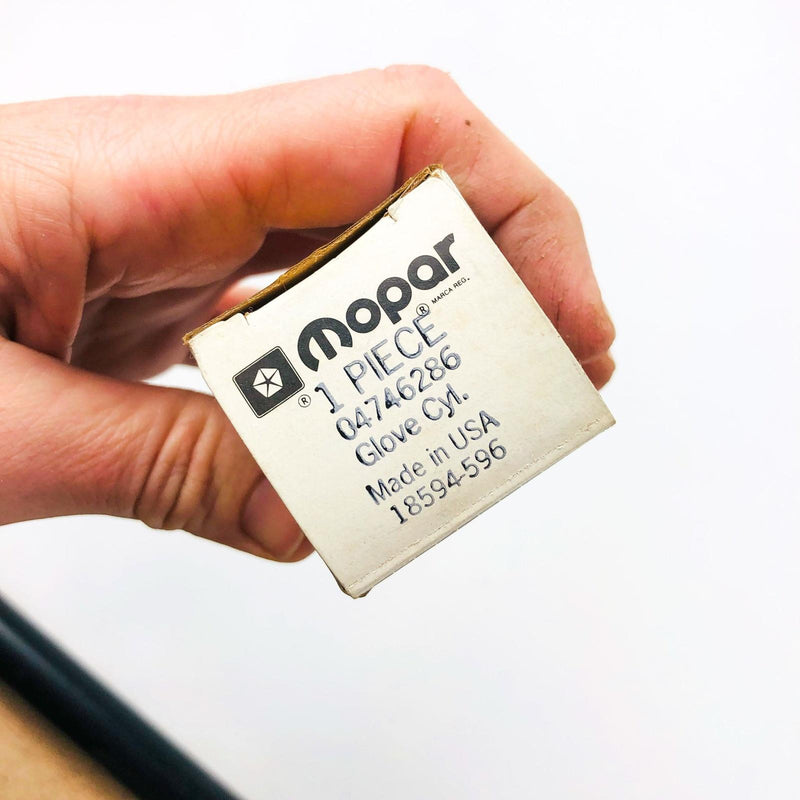 mopar
® MARCA REG.
®
1 PIECE
04746286
Glove Cyl.
Made in USA
18594-596